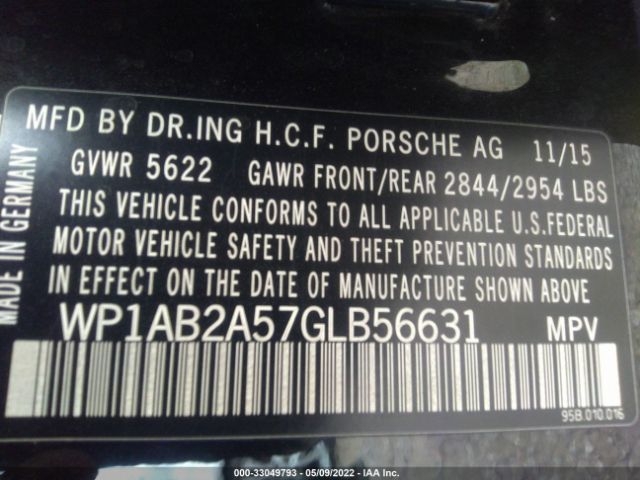 MFD BY DR.ING H.C.F. PORSCHE AG 11/15
GVWR 5622 GAWR FRONT/REAR 2844/2954 LBS
THIS VEHICLE CONFORMS TO ALL APPLICABLE U.S.FEDERAL
MOTOR VEHICLE SAFETY AND THEFT PREVENTION STANDARDS
IN EFFECT ON THE DATE OF MANUFACTURE SHOWN ABOVE.
WP1AB2A57GLB56631 MPV
95B.010.016
MADE IN GERMANY
000-33049793 - 05/09/2022 - IAA Inc.